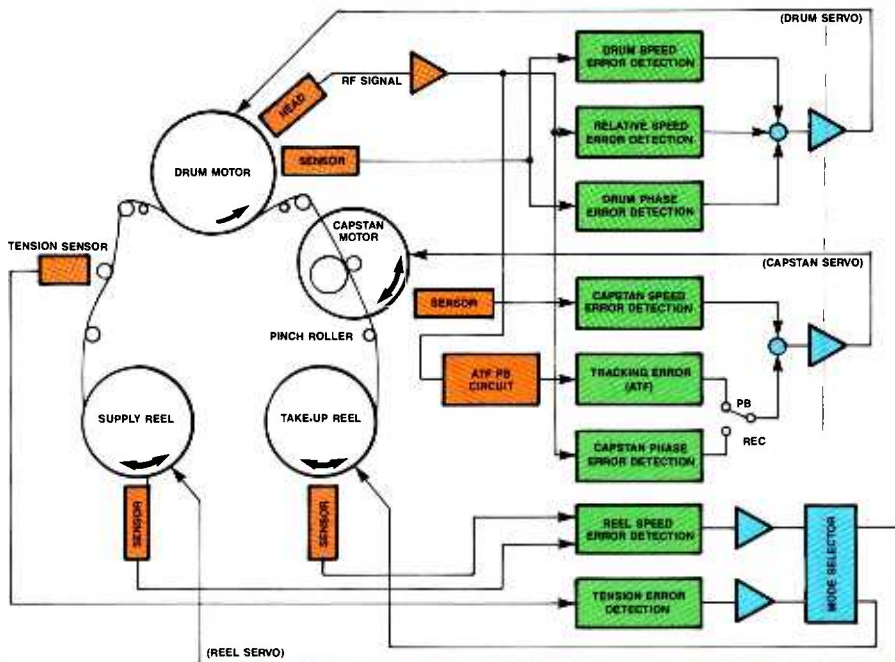 (DRUM SERVO)
DRUM SPEED
ERROR DETECTION
RF SIGNAL
HEAD
RELATIVE SPEED
ERROR DETECTION
SENSOR
DRUM MOTOR
DRUM PHASE
ERROR DETECTION
CAPSTAN
MOTOR
TENSION SENSOR
(CAPSTAN SERVO)
SENSOR
CAPSTAN SPEED
ERROR DETECTION
PINCH ROLLER
ATF PB
CIRCUIT
TRACKING ERROR
(ATF)
PB
REC
SUPPLY REEL
TAKE-UP REEL
CAPSTAN PHASE
ERROR DETECTION
SENSOR
SENSOR
REEL SPEED
ERROR DETECTION
MODE SELECTOR
TENSION ERROR
DETECTION
(REEL SERVO)